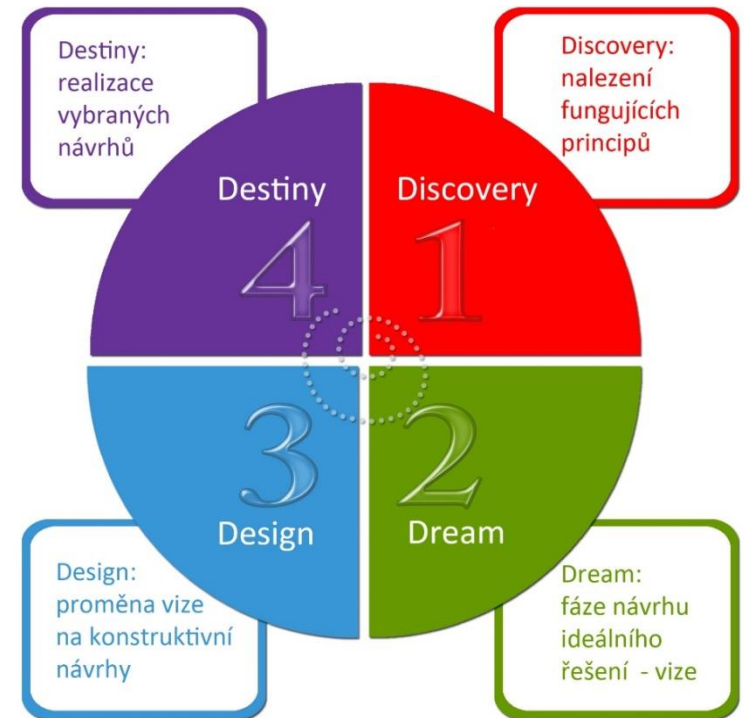 Destiny:
realizace
vybraných
návrhů
Discovery:
nalezení
fungujících
principů
Destiny
4
Discovery
1
3
Design
2
Dream
Design:
proměna vize
na konstruktivní
návrhy
Dream:
fáze návrhu
ideálního
řešení - vize